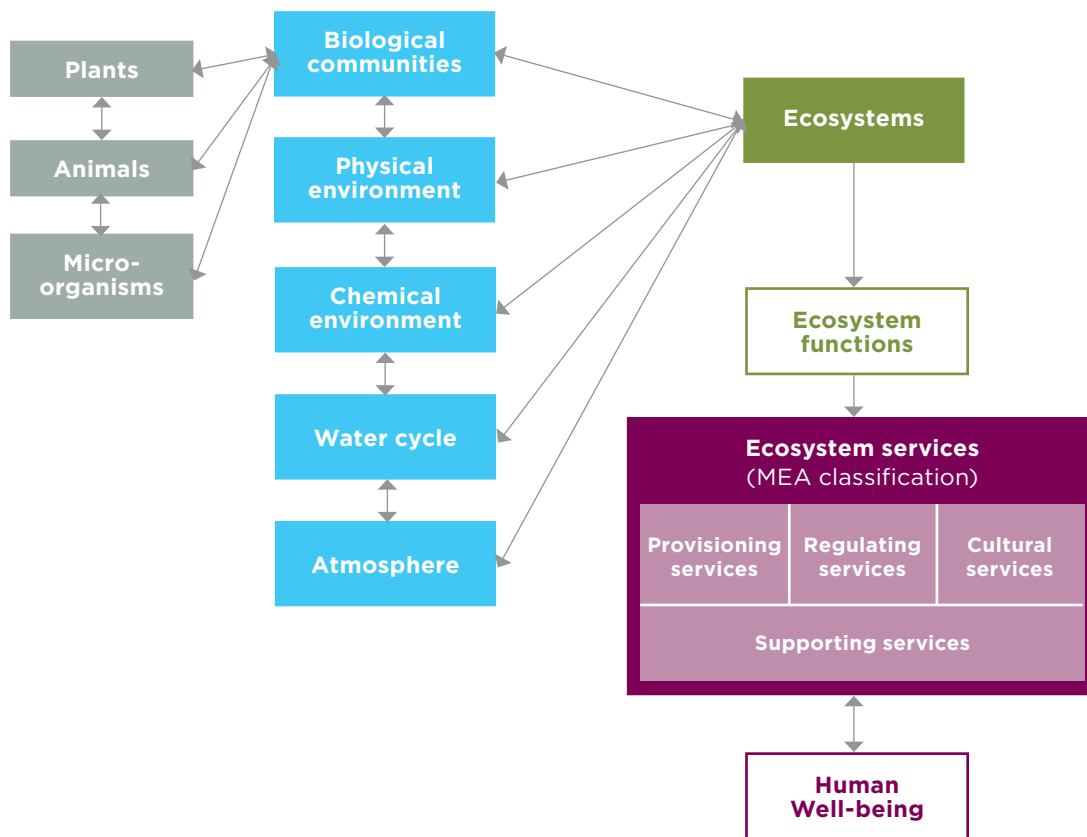 Plants
Animals
Micro-
organisms
Biological
communities
Physical
environment
Chemical
environment
Water cycle
Atmosphere
Ecosystems
Ecosystem
functions
Ecosystem services
(MEA classification)
Provisioning
services
Regulating
services
Cultural
services
Supporting services
Human
Well-being